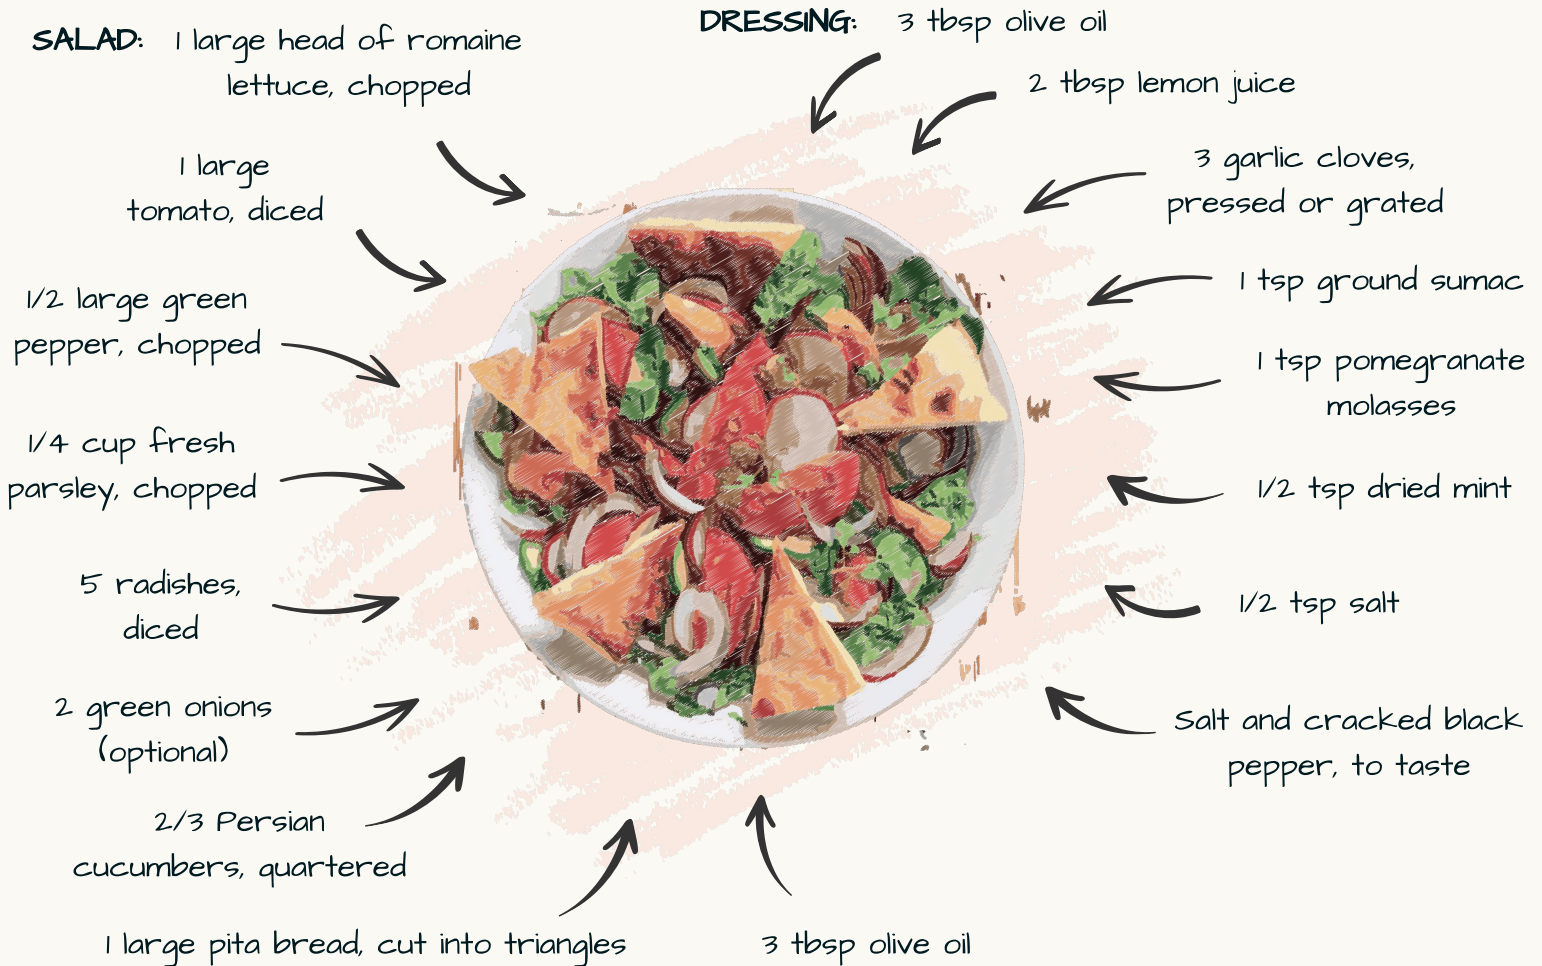 SALAD: 1 large head of romaine
lettuce, chopped
1 large
tomato, diced
1/2 large green
pepper, chopped
1/4 cup fresh
parsley, chopped
5 radishes,
diced
2 green onions
(optional)
2/3 Persian
cucumbers, quartered
1 large pita bread, cut into triangles
3 tbsp olive oil
DRESSING: 3 tbsp olive oil
2 tbsp lemon juice
3 garlic cloves,
pressed or grated
1 tsp ground sumac
1 tsp pomegranate
molasses
1/2 tsp dried mint
1/2 tsp salt
Salt and cracked black
pepper, to taste